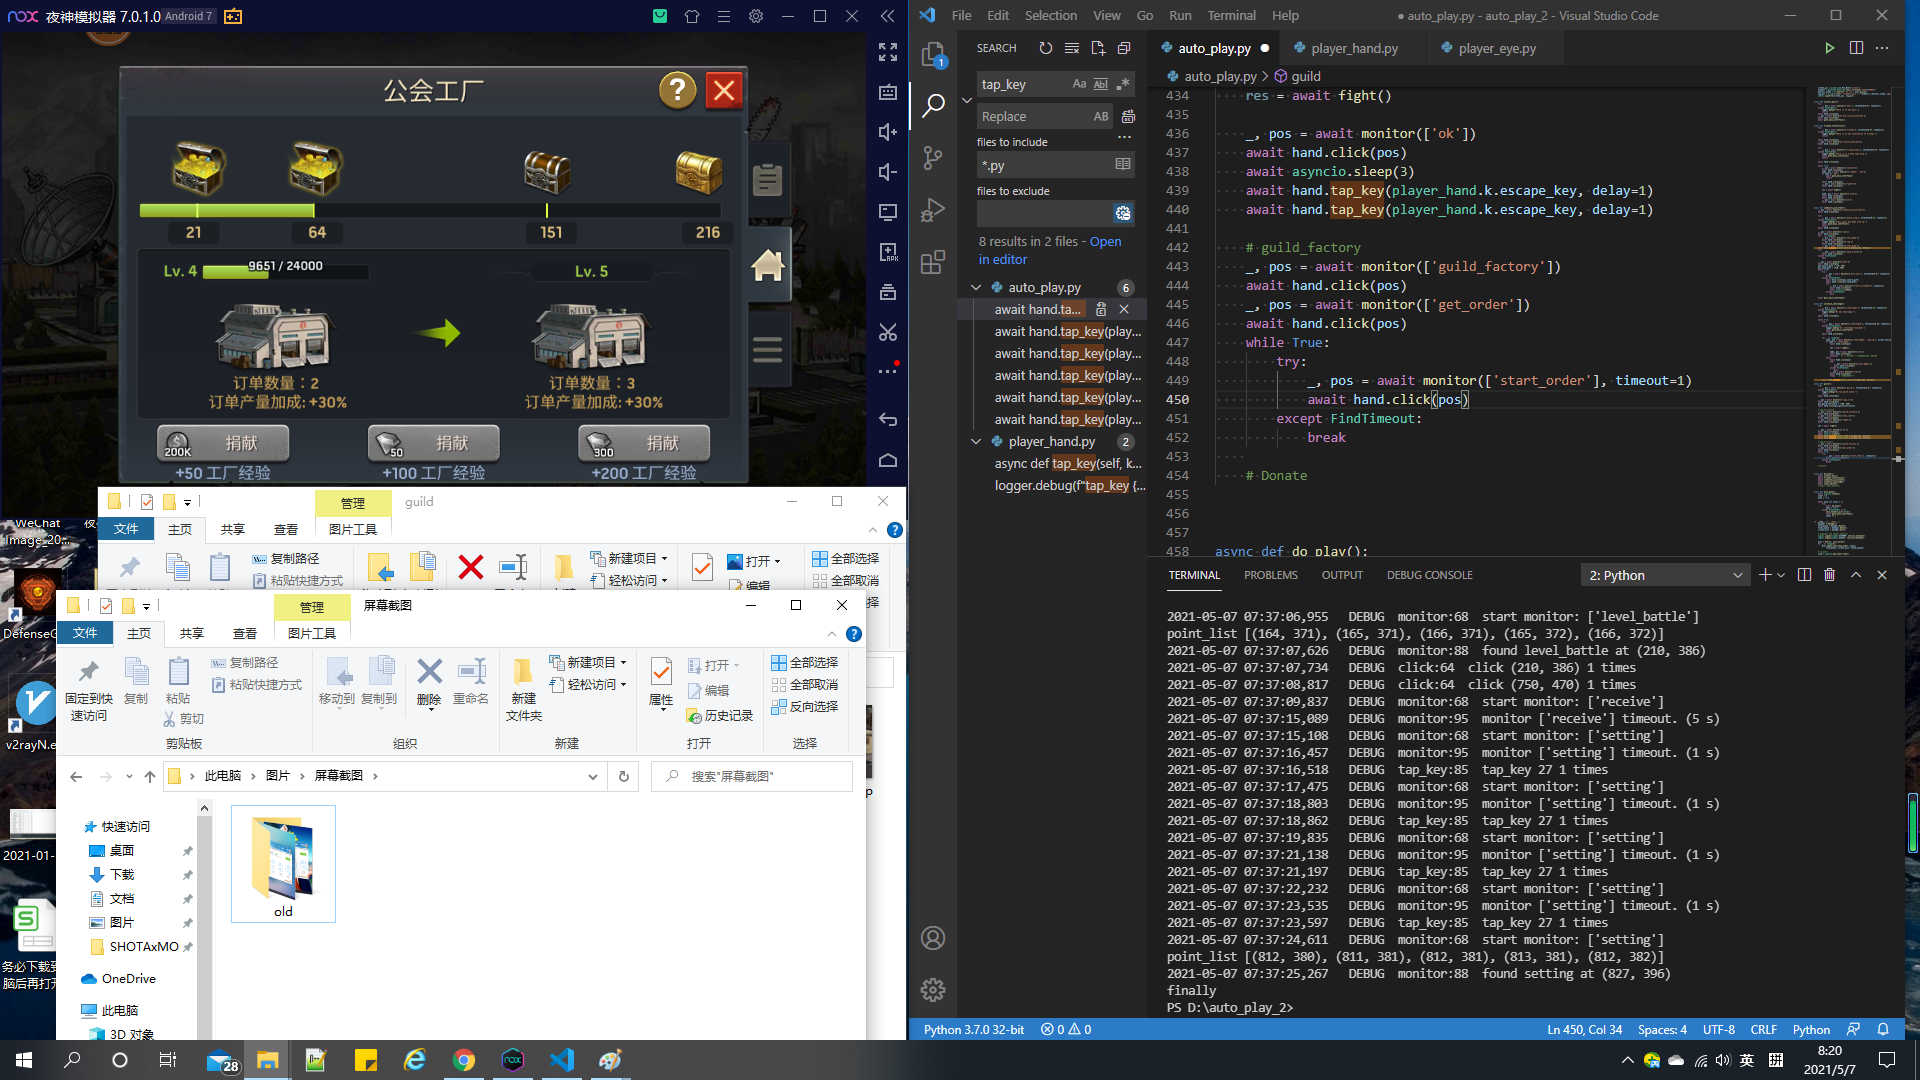 nox 夜神模拟器 7.0.1.0 Android 7
公会工厂
?
21
64
151
216
Lv. 4
9651 / 24000
Lv. 5
订单数量：2
订单产量加成: +30%
订单数量：3
订单产量加成: +30%
200K
捐献
50
捐献
300
捐献
+50 工厂经验
+100 工厂经验
+200 工厂经验
WeChat
Image_20...
DefenseG
v2rayN.e
2021-01-
务必下载到
脑后再打开
管理
guild
文件
主页
共享
查看
图片工具
复制路径
粘贴快捷方式
新建项目
轻松访问
打开
编辑
全部选择
全部取消
管理
屏幕截图
文件
主页
共享
查看
图片工具
固定到快
速访问
复制
粘贴
复制路径
粘贴快捷方式
剪切
剪贴板
移动到
复制到
删除
重命名
组织
新建
文件夹
新建项目
轻松访问
新建
属性
打开
编辑
历史记录
打开
全部选择
全部取消
反向选择
选择
此电脑 › 图片 › 屏幕截图 ›
搜索"屏幕截图"
快速访问
桌面
下载
文档
图片
SHOTAxMO
OneDrive
此电脑
3D 对象
old
File Edit Selection View Go Run Terminal Help
● auto_play.py - auto_play_2 - Visual Studio Code
SEARCH
1
tap_key
Aa Abl .*
Replace
AB
files to include
*.py
files to exclude
8 results in 2 files - Open
in editor
auto_play.py 6
await hand.ta...
await hand.tap_key(play...
await hand.tap_key(play...
await hand.tap_key(play...
await hand.tap_key(play...
await hand.tap_key(play...
player_hand.py 2
async def tap_key(self, k...
logger.debug(f"tap_key {...
auto_play.py ●
player_hand.py
player_eye.py
auto_play.py > guild
434 res = await fight()
435
436 _, pos = await monitor(['ok'])
437 await hand.click(pos)
438 await asyncio.sleep(3)
439 await hand.tap_key(player_hand.k.escape_key, delay=1)
440 await hand.tap_key(player_hand.k.escape_key, delay=1)
441
442 # guild_factory
443 _, pos = await monitor(['guild_factory'])
444 await hand.click(pos)
445 _, pos = await monitor(['get_order'])
446 await hand.click(pos)
447 while True:
448 try:
449 _, pos = await monitor(['start_order'], timeout=1)
450 await hand.click(pos)
451 except FindTimeout:
452 break
453
454 # Donate
455
456
457
458 async def do_play():
TERMINAL PROBLEMS OUTPUT DEBUG CONSOLE
2: Python
2021-05-07 07:37:06,955 DEBUG monitor:68 start monitor: ['level_battle']
point_list [(164, 371), (165, 371), (166, 371), (165, 372), (166, 372)]
2021-05-07 07:37:07,626 DEBUG monitor:88 found level_battle at (210, 386)
2021-05-07 07:37:07,734 DEBUG click:64 click (210, 386) 1 times
2021-05-07 07:37:08,817 DEBUG click:64 click (750, 470) 1 times
2021-05-07 07:37:09,837 DEBUG monitor:68 start monitor: ['receive']
2021-05-07 07:37:15,089 DEBUG monitor:95 monitor ['receive'] timeout. (5 s)
2021-05-07 07:37:15,108 DEBUG monitor:68 start monitor: ['setting']
2021-05-07 07:37:16,457 DEBUG monitor:95 monitor ['setting'] timeout. (1 s)
2021-05-07 07:37:16,518 DEBUG tap_key:85 tap_key 27 1 times
2021-05-07 07:37:17,475 DEBUG monitor:68 start monitor: ['setting']
2021-05-07 07:37:18,803 DEBUG monitor:95 monitor ['setting'] timeout. (1 s)
2021-05-07 07:37:18,862 DEBUG tap_key:85 tap_key 27 1 times
2021-05-07 07:37:19,835 DEBUG monitor:68 start monitor: ['setting']
2021-05-07 07:37:21,138 DEBUG monitor:95 monitor ['setting'] timeout. (1 s)
2021-05-07 07:37:21,197 DEBUG tap_key:85 tap_key 27 1 times
2021-05-07 07:37:22,232 DEBUG monitor:68 start monitor: ['setting']
2021-05-07 07:37:23,535 DEBUG monitor:95 monitor ['setting'] timeout. (1 s)
2021-05-07 07:37:23,597 DEBUG tap_key:85 tap_key 27 1 times
2021-05-07 07:37:24,611 DEBUG monitor:68 start monitor: ['setting']
point_list [(812, 380), (811, 381), (812, 381), (813, 381), (812, 382)]
2021-05-07 07:37:25,267 DEBUG monitor:88 found setting at (827, 396)
finally
PS D:\auto_play_2>
Python 3.7.0 32-bit 0 0
Ln 450, Col 34 Spaces: 4 UTF-8 CRLF Python
28
英
8:20
2021/5/7